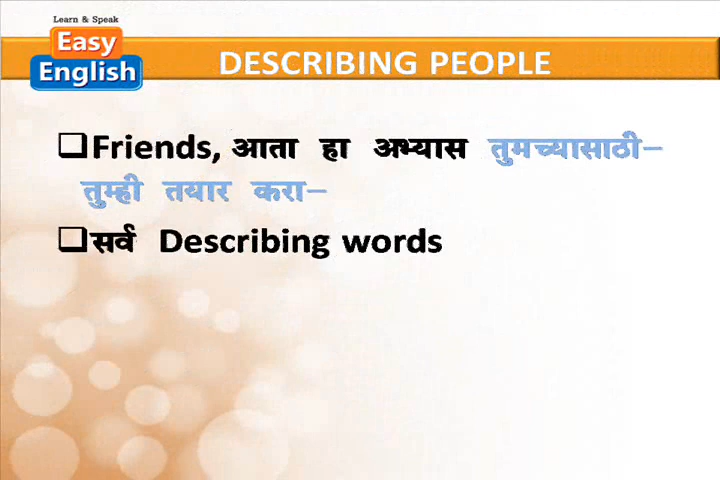 Learn & Speak
Easy
English
DESCRIBING PEOPLE
❑Friends, आता हा अभ्यास तुमच्यासाठी–
तुम्ही तयार करा–
❑सर्व Describing words